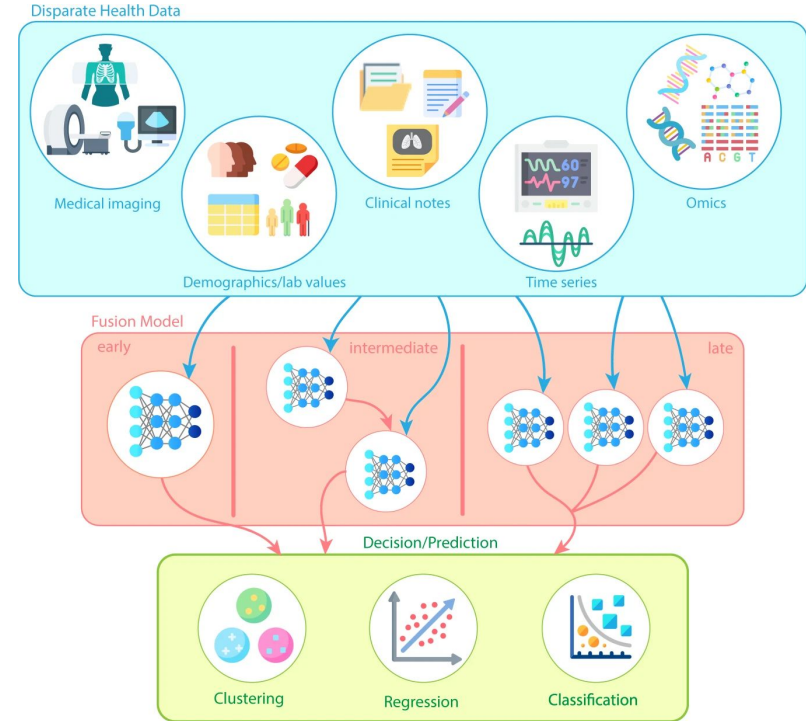 Disparate Health Data
60
97
A C G T
Medical imaging
Clinical notes
Omics
Demographics/lab values
Time series
Fusion Model
early
intermediate
late
Decision/Prediction
Clustering
Regression
Classification